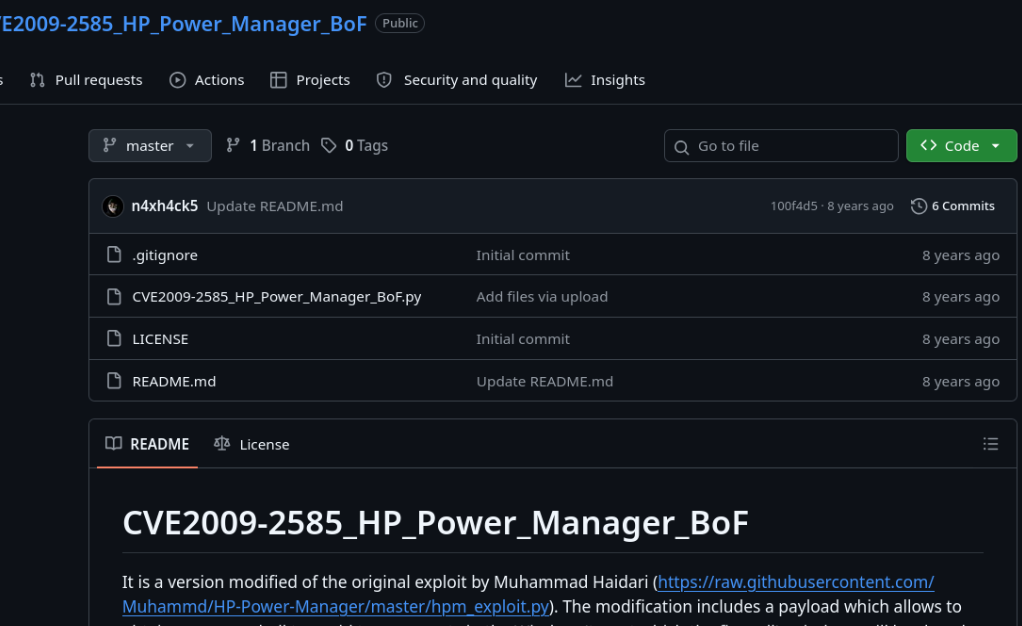 E2009-2585_HP_Power_Manager_BoF Public
s Pull requests Actions Projects Security and quality Insights
master 1 Branch 0 Tags Go to file Code
n4xh4ck5 Update README.md 100f4d5 · 8 years ago 6 Commits
.gitignore Initial commit 8 years ago
CVE2009-2585_HP_Power_Manager_BoF.py Add files via upload 8 years ago
LICENSE Initial commit 8 years ago
README.md Update README.md 8 years ago
README License
CVE2009-2585_HP_Power_Manager_BoF
It is a version modified of the original exploit by Muhammad Haidari (https://raw.githubusercontent.com/
Muhammd/HP-Power-Manager/master/hpm_exploit.py). The modification includes a payload which allows to